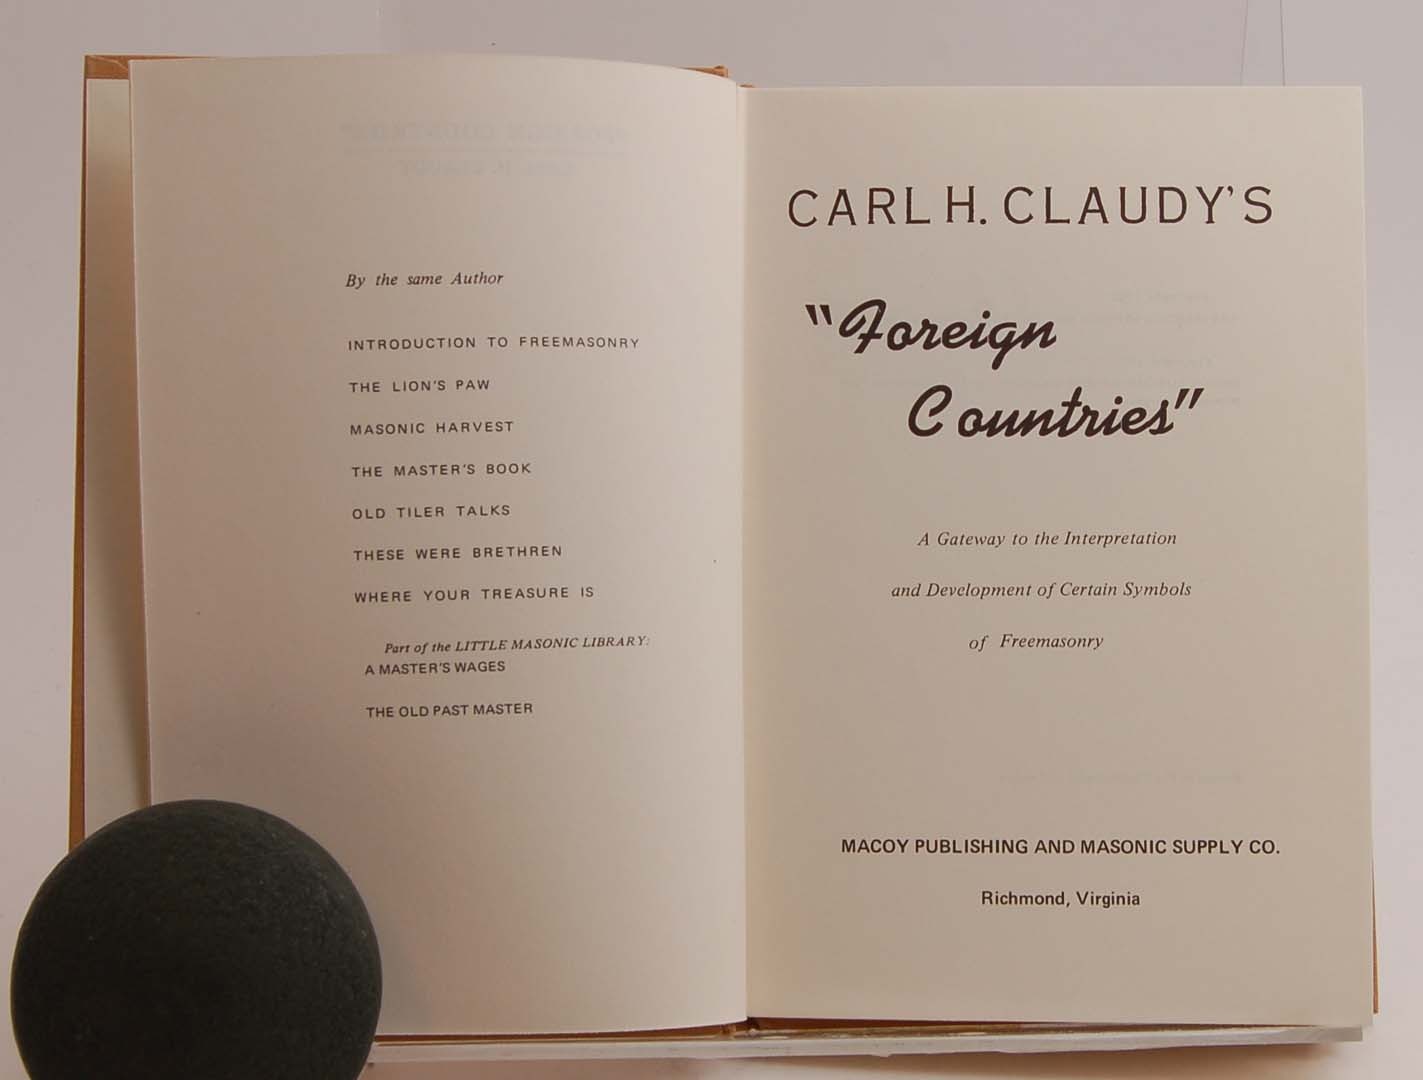 By the same Author
INTRODUCTION TO FREEMASONRY
THE LION'S PAW
MASONIC HARVEST
THE MASTER'S BOOK
OLD TILER TALKS
THESE WERE BRETHREN
WHERE YOUR TREASURE IS
Part of the LITTLE MASONIC LIBRARY:
A MASTER'S WAGES
THE OLD PAST MASTER
CARL H. CLAUDY'S
"Foreign
Countries"
A Gateway to the Interpretation
and Development of Certain Symbols
of Freemasonry
MACOY PUBLISHING AND MASONIC SUPPLY CO.
Richmond, Virginia